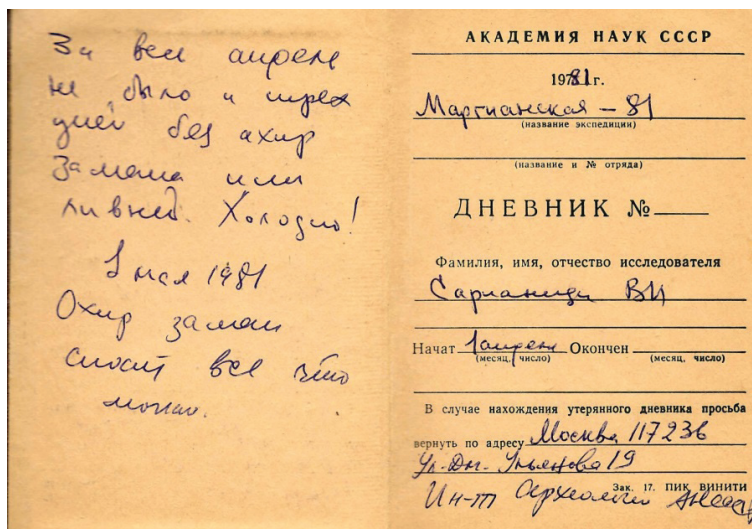 За весь апрель
не было и трех
дней без ахир
Замана или
ливней. Холодно!
1 мая 1981
Охир заман
сносит все что
можно.
АКАДЕМИЯ НАУК СССР
1981 г.
Маргианская – 81
(название экспедиции)
(название и № отряда)
ДНЕВНИК №
Фамилия, имя, отчество исследователя
Сарианиди ВИ
Начат 1 апреля Окончен
(месяц, число) (месяц, число)
В случае нахождения утерянного дневника просьба
вернуть по адресу Москва 117236
Ул. Дм. Ульянова 19
Зак. 17. ПИК ВИНИТИ
Ин-т Археологии АН СССР